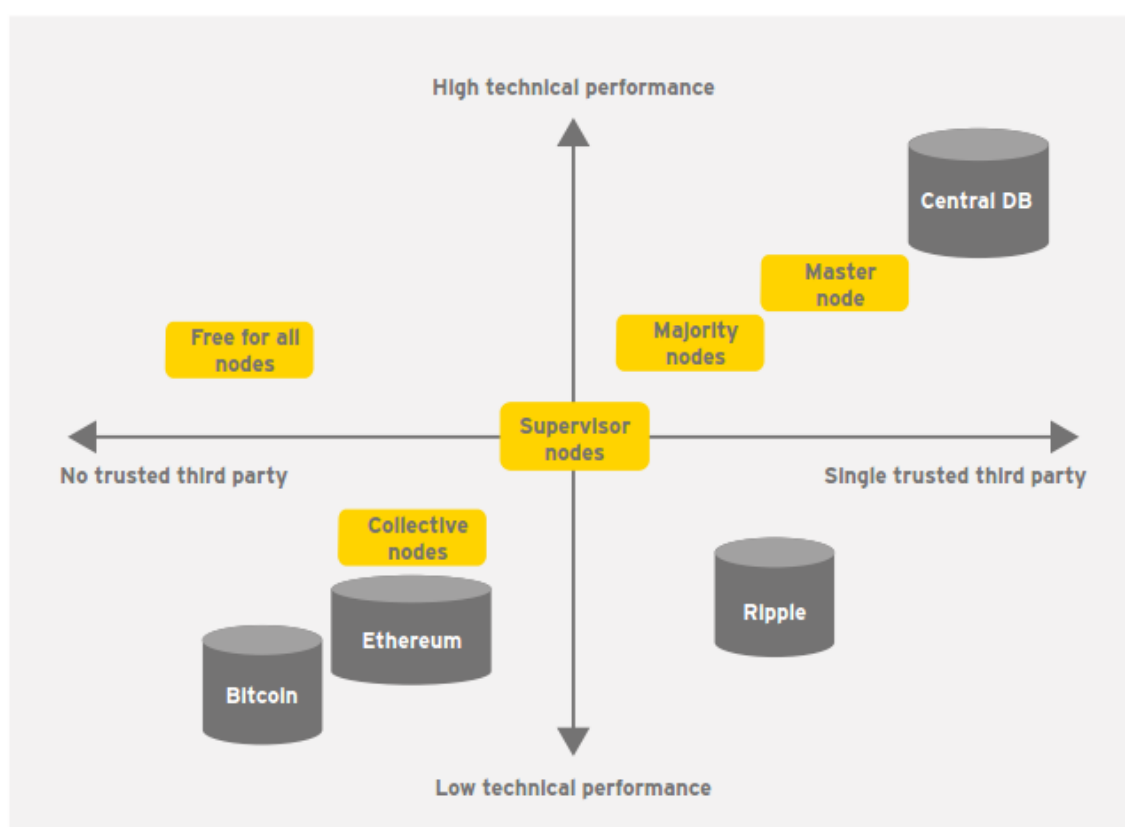 High technical performance
Central DB
Master
node
Majority
nodes
Free for all
nodes
Supervisor
nodes
No trusted third party
Single trusted third party
Collective
nodes
Ripple
Ethereum
Bitcoin
Low technical performance